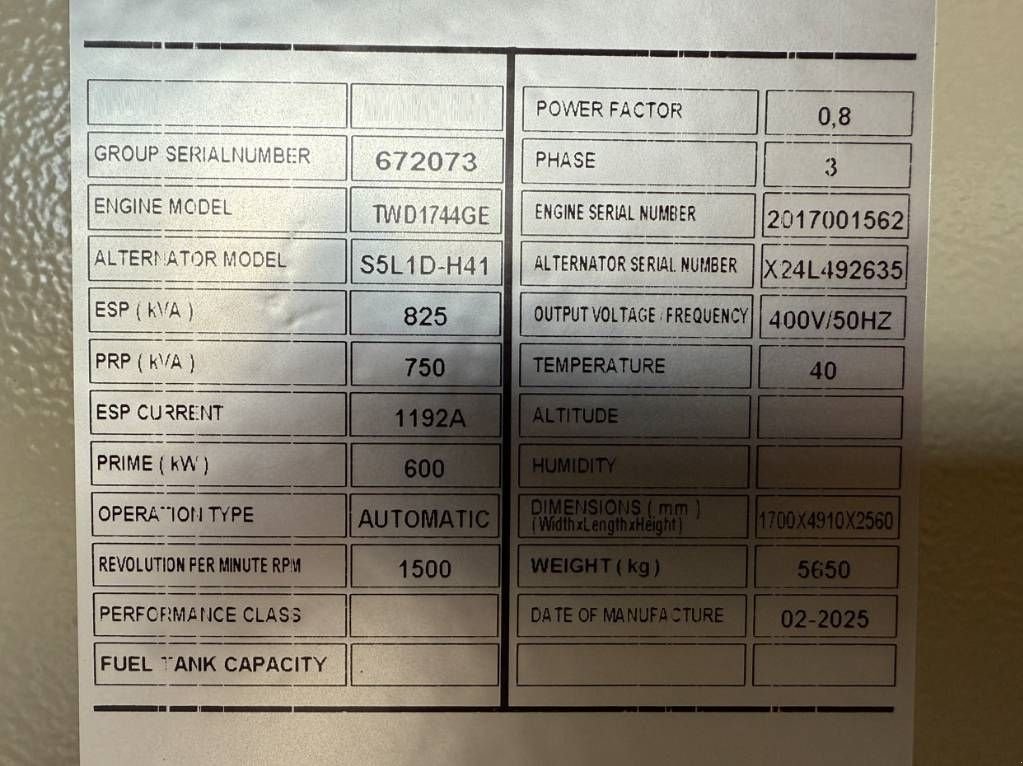 POWER FACTOR 0,8
GROUP SERIALNUMBER 672073
PHASE 3
ENGINE MODEL TWD1744GE
ENGINE SERIAL NUMBER 2017001562
ALTERNATOR MODEL S5L1D-H41
ALTERNATOR SERIAL NUMBER X24L492635
ESP ( kVA ) 825
OUTPUT VOLTAGE / FREQUENCY 400V/50HZ
PRP ( kVA ) 750
TEMPERATURE 40
ESP CURRENT 1192A
ALTITUDE
PRIME ( kW ) 600
HUMIDITY
OPERATION TYPE AUTOMATIC
DIMENSIONS ( mm )
(WidthxLengthxHeight) 1700X4910X2560
REVOLUTION PER MINUTE RPM 1500
WEIGHT ( kg ) 5650
PERFORMANCE CLASS
DATE OF MANUFACTURE 02-2025
FUEL TANK CAPACITY